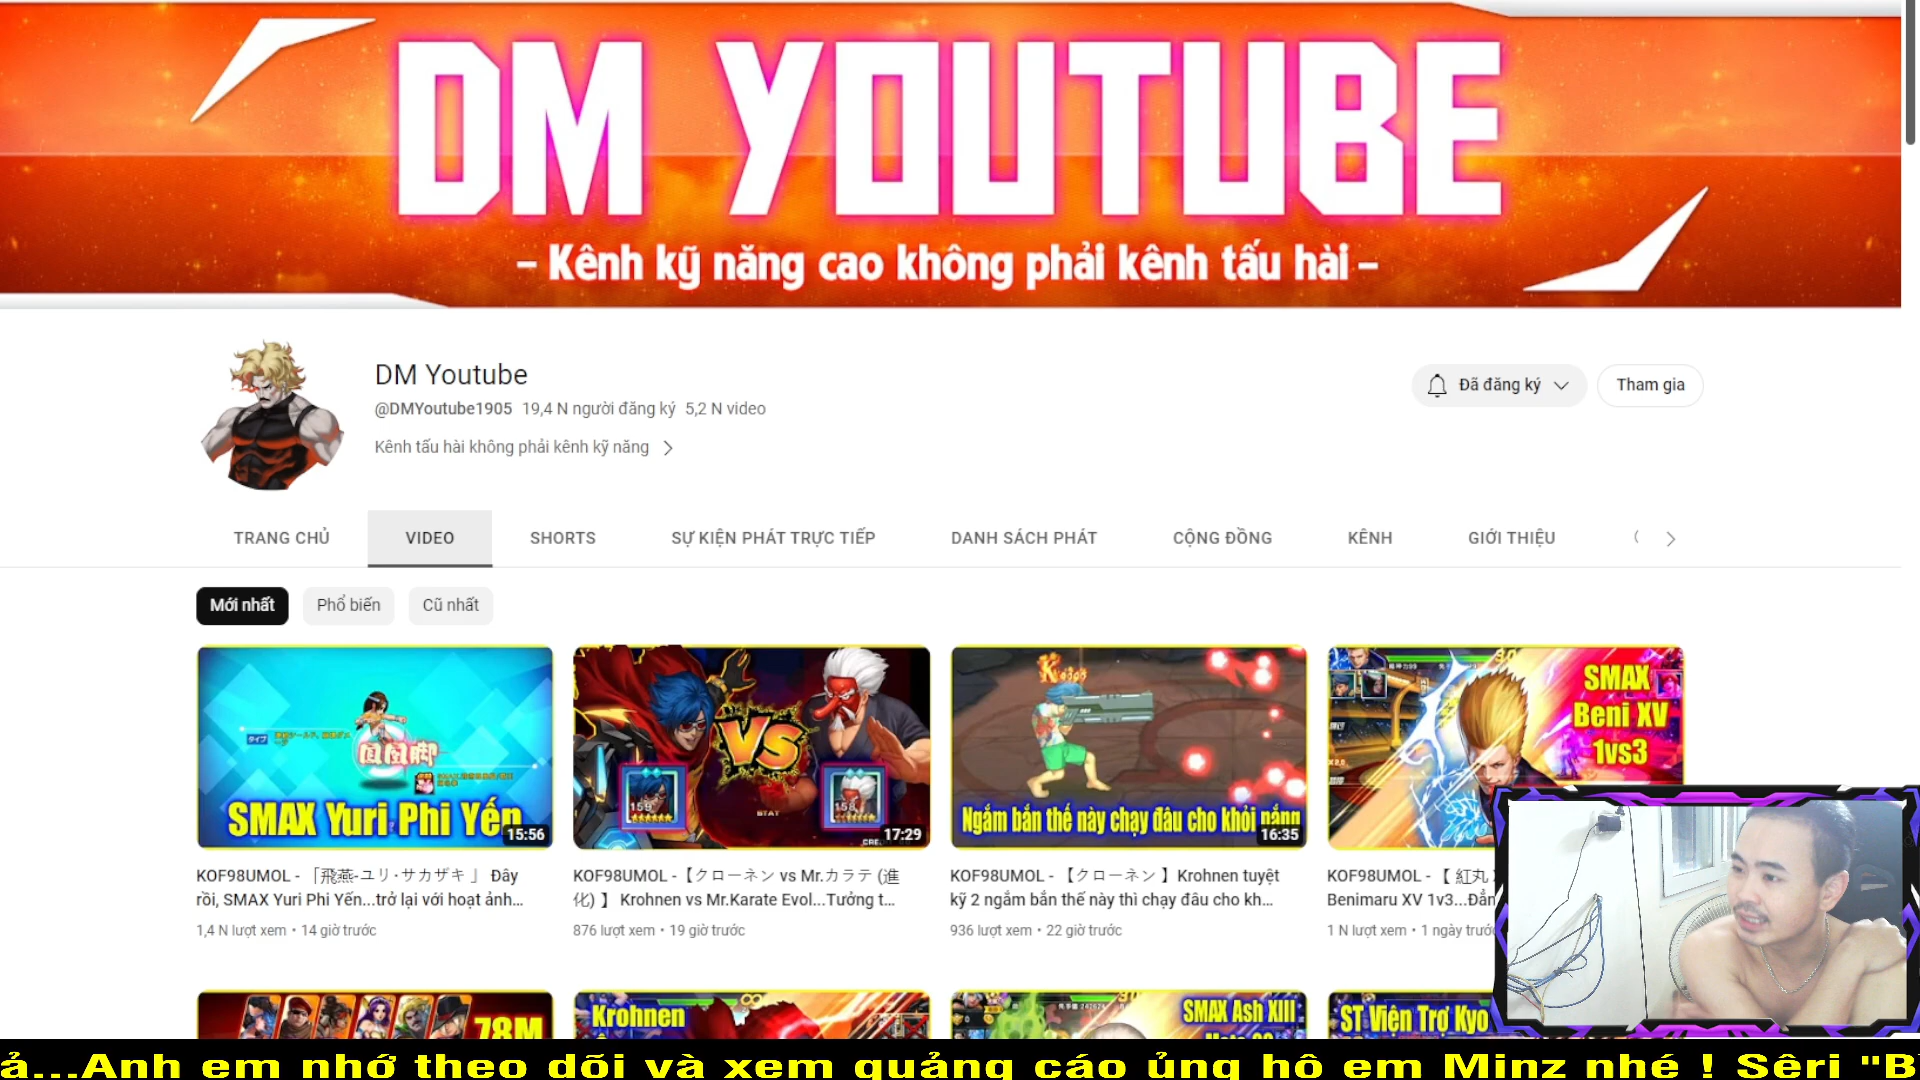 DM YOUTUBE
– Kênh kỹ năng cao không phải kênh tấu hài –
DM Youtube
@DMYoutube1905 19,4 N người đăng ký 5,2 N video
Kênh tấu hài không phải kênh kỹ năng
Đã đăng ký
Tham gia
TRANG CHỦ VIDEO SHORTS SỰ KIỆN PHÁT TRỰC TIẾP DANH SÁCH PHÁT CỘNG ĐỒNG KÊNH GIỚI THIỆU
Mới nhất Phổ biến Cũ nhất
鳳凰脚
SMAX Yuri Phi Yến
15:56
VS
159
158
17:29
Ngắm bắn thế này chạy đâu cho khỏi nắng
16:35
SMAX
Beni XV
1vs3
KOF98UMOL - 「飛燕-ユリ·サカザキ 」 Đây
rồi, SMAX Yuri Phi Yến...trở lại với hoạt ảnh...
1,4 N lượt xem • 14 giờ trước
KOF98UMOL -【クローネン vs Mr.カラテ (進
化) 】 Krohnen vs Mr.Karate Evol...Tưởng t...
876 lượt xem • 19 giờ trước
KOF98UMOL - 【クローネン 】Krohnen tuyệt
kỹ 2 ngắm bắn thế này thì chạy đâu cho kh...
936 lượt xem • 22 giờ trước
KOF98UMOL - 【 紅丸
Benimaru XV 1v3...Đẳn
1 N lượt xem • 1 ngày trước
78M
Krohnen
SMAX Ash XIII
ST Viện Trợ Kyo
ả...Anh em nhớ theo dõi và xem quảng cáo ủng hộ em Minz nhé ! Sêri "B